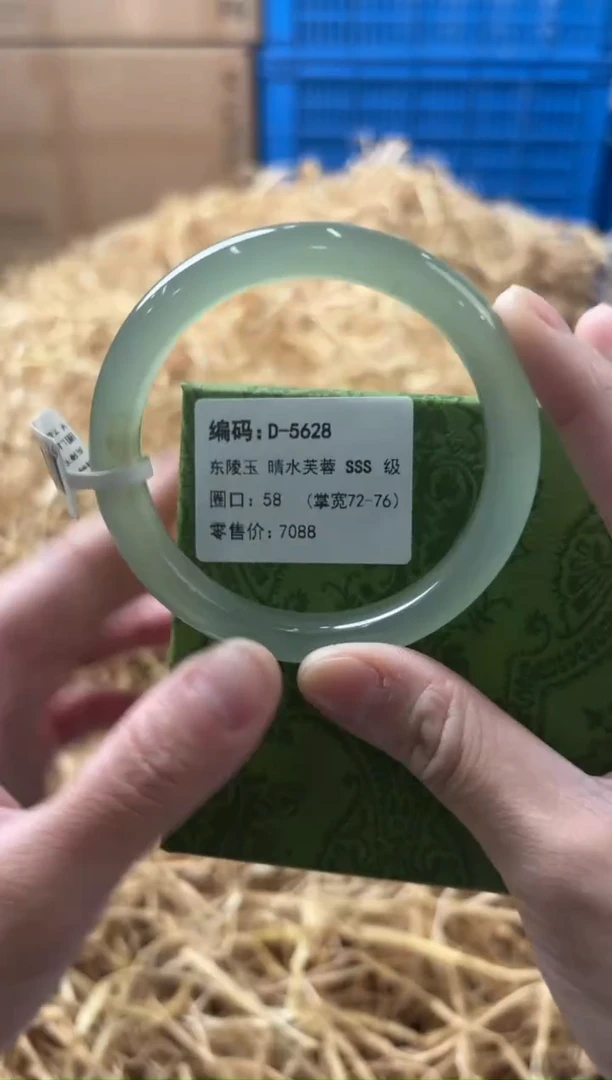 编码:D-5628
东陵玉 晴水芙蓉 SSS 级
圈口: 58 (掌宽72-76)
零售价: 7088